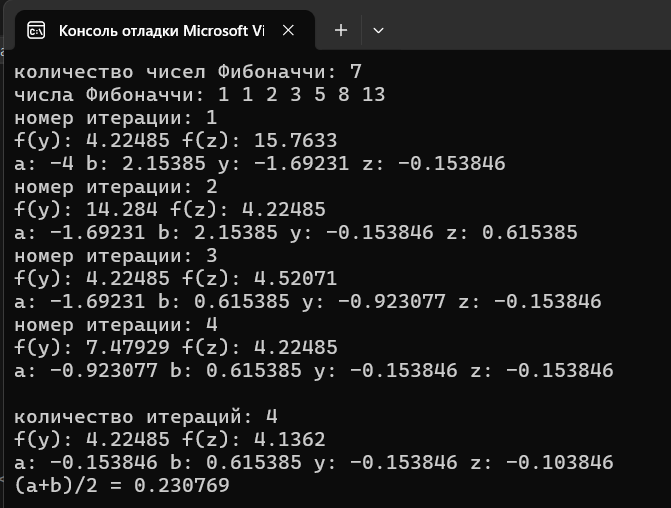 Консоль отладки Microsoft Vi
количество чисел Фибоначчи: 7
числа Фибоначчи: 1 1 2 3 5 8 13
номер итерации: 1
f(y): 4.22485 f(z): 15.7633
a: -4 b: 2.15385 y: -1.69231 z: -0.153846
номер итерации: 2
f(y): 14.284 f(z): 4.22485
a: -1.69231 b: 2.15385 y: -0.153846 z: 0.615385
номер итерации: 3
f(y): 4.22485 f(z): 4.52071
a: -1.69231 b: 0.615385 y: -0.923077 z: -0.153846
номер итерации: 4
f(y): 7.47929 f(z): 4.22485
a: -0.923077 b: 0.615385 y: -0.153846 z: -0.153846
количество итераций: 4
f(y): 4.22485 f(z): 4.1362
a: -0.153846 b: 0.615385 y: -0.153846 z: -0.103846
(a+b)/2 = 0.230769